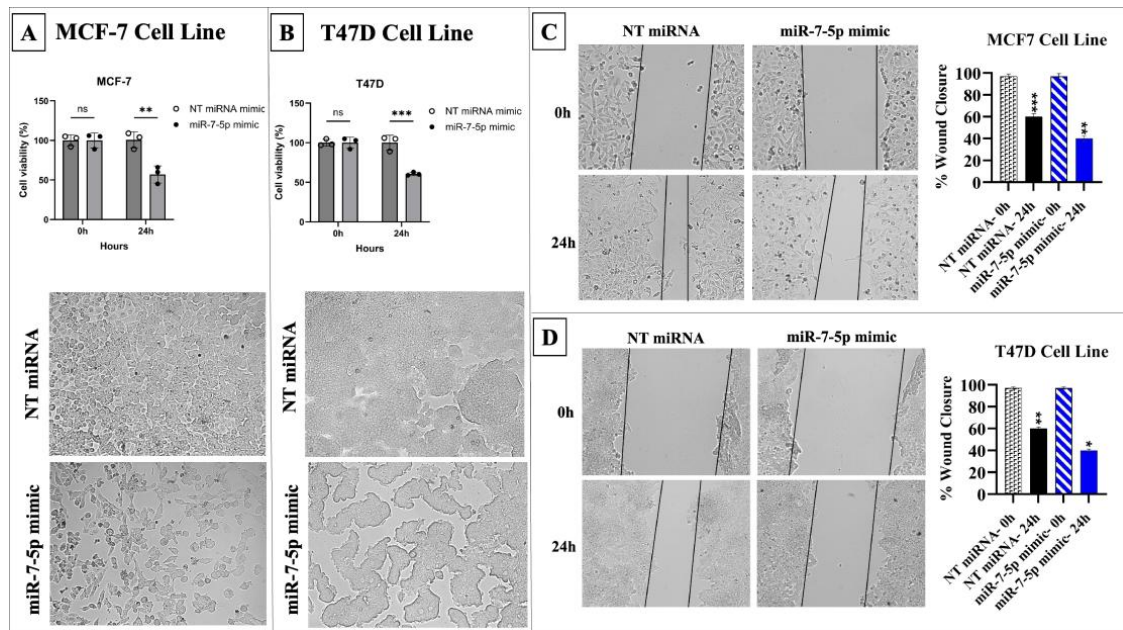 A
MCF-7 Cell Line
MCF-7
ns
**
NT miRNA mimic
miR-7-5p mimic
Cell viability (%)
150
100
50
0
0h
24h
Hours
NT miRNA
miR-7-5p mimic
B
T47D Cell Line
T47D
ns
***
NT miRNA mimic
miR-7-5p mimic
Cell viability (%)
150
100
50
0
0h
24h
Hours
NT miRNA
miR-7-5p mimic
C
NT miRNA
miR-7-5p mimic
0h
24h
MCF7 Cell Line
% Wound Closure
100
80
60
40
20
0
***
**
NT miRNA- 0h
NT miRNA- 24h
miR-7-5p mimic- 0h
miR-7-5p mimic- 24h
D
NT miRNA
miR-7-5p mimic
0h
24h
T47D Cell Line
% Wound Closure
100
80
60
40
20
0
**
*
NT miRNA- 0h
NT miRNA- 24h
miR-7-5p mimic- 0h
miR-7-5p mimic- 24h